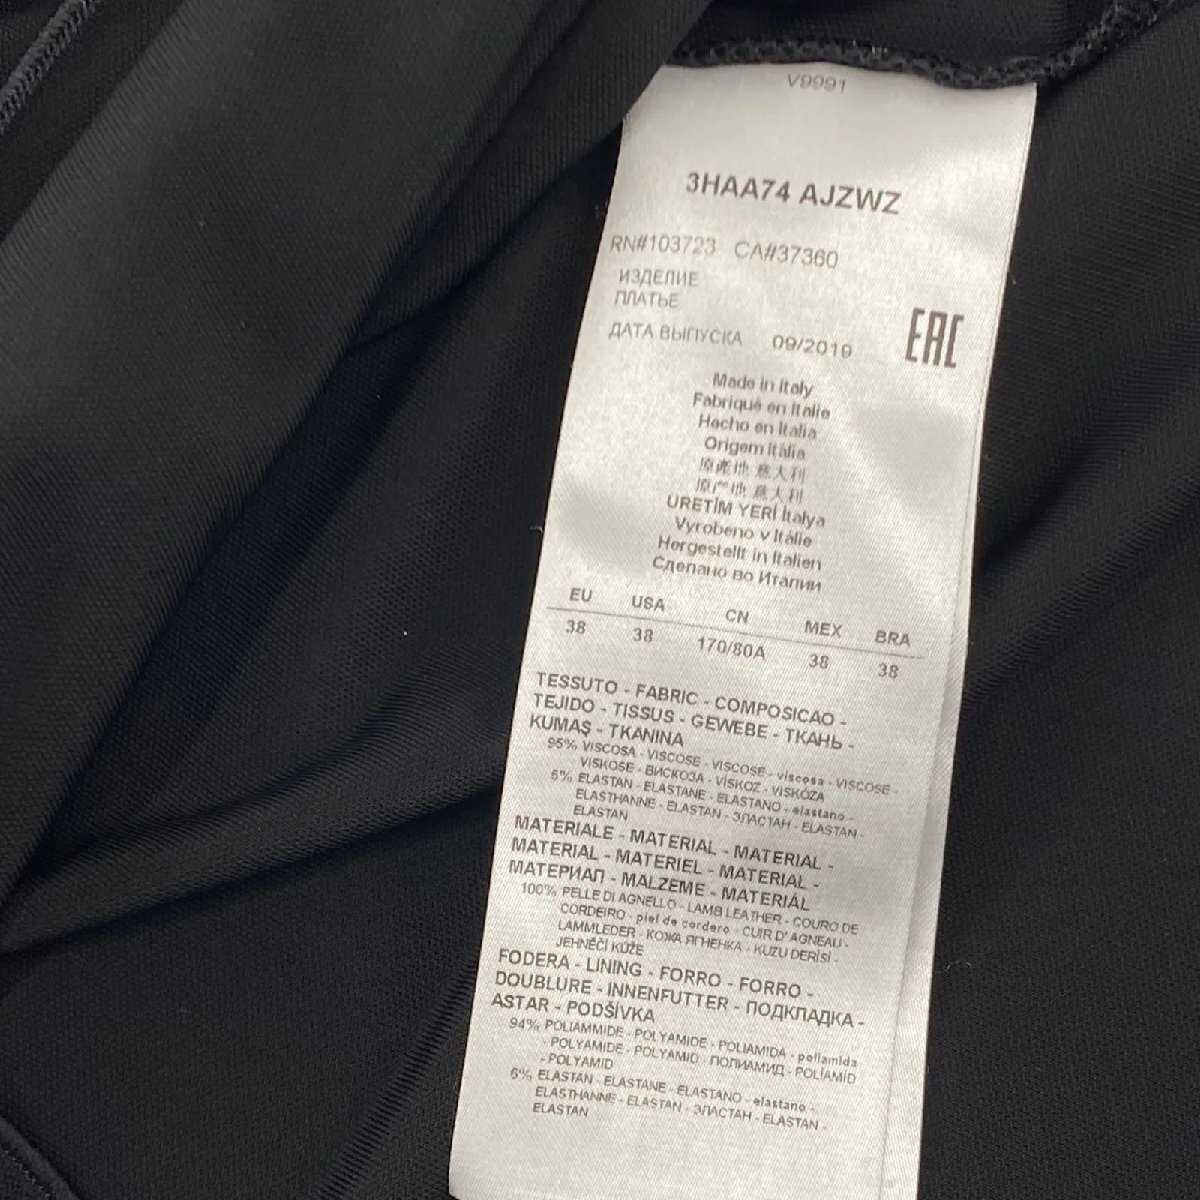 V9991
3HAA74 AJZWZ
RN#103723 CA#37360
ИЗДЕЛИЕ
ПЛАТЬЕ
ДАТА ВЫПУСКА 09/2019
EAC
Made in Italy
Fabriqué en Italie
Hecho en Italia
Origem Itália
原產地 意大利
原产地 意大利
ÜRETİM YERİ İtalya
Vyrobeno v Itálie
Hergestellt in Italien
Сделано во Италии
EU USA CN MEX BRA
38 38 170/80A 38 38
TESSUTO - FABRIC - COMPOSICAO -
TEJIDO - TISSUS - GEWEBE - ТКАНЬ -
KUMAŞ - TKANINA
95% VISCOSA - VISCOSE - VISCOSE - viscosa - VISCOSE -
VISKOSE - ВИСКОЗА - VİSKOZ - VISKÓZA
5% ELASTAN - ELASTANE - ELASTANO - elastano -
ELASTHANNE - ELASTAN - ЭЛАСТАН - ELASTAN -
ELASTAN
MATERIALE - MATERIAL - MATERIAL -
MATERIAL - MATERIEL - MATERIAL -
МАТЕРИАЛ - MALZEME - MATERIÁL
100% PELLE DI AGNELLO - LAMB LEATHER - COURO DE
CORDEIRO - piel de cordero - CUIR D'AGNEAU -
LAMMLEDER - КОЖА ЯГНЕНКА - KUZU DERİSİ -
JEHNĚČÍ KŮŽE
FODERA - LINING - FORRO - FORRO -
DOUBLURE - INNENFUTTER - ПОДКЛАДКА -
ASTAR - PODŠÍVKA
94% POLIAMMIDE - POLYAMIDE - POLIAMIDA - poliamida
- POLYAMIDE - POLYAMID - ПОЛИАМИД - POLİAMİD
- POLYAMID
6% ELASTAN - ELASTANE - ELASTANO - elastano -
ELASTHANNE - ELASTAN - ЭЛАСТАН - ELASTAN -
ELASTAN